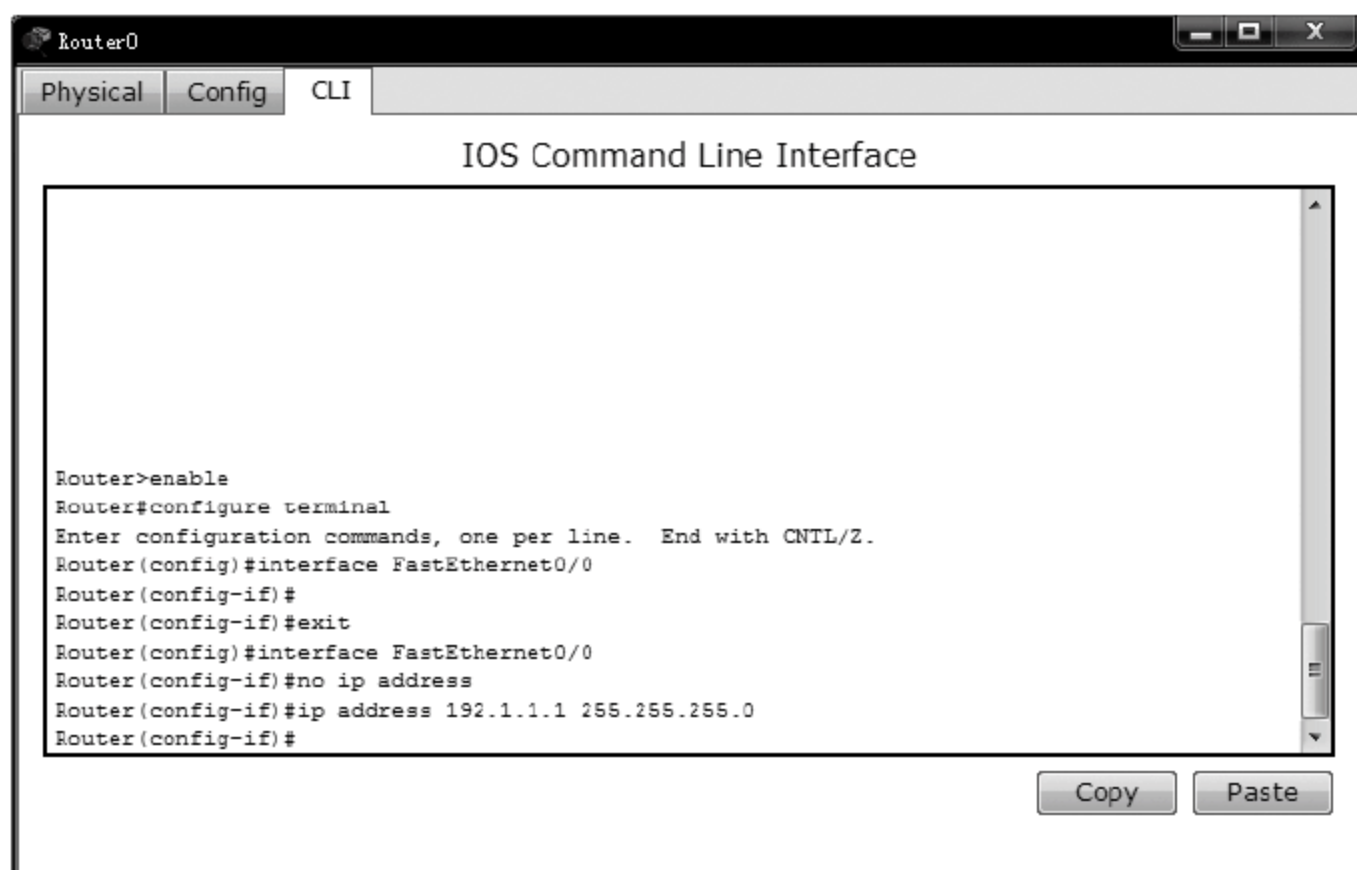 Router0
Physical Config CLI
IOS Command Line Interface
Router>enable
Router#configure terminal
Enter configuration commands, one per line.  End with CNTL/Z.
Router(config)#interface FastEthernet0/0
Router(config-if)#
Router(config-if)#exit
Router(config)#interface FastEthernet0/0
Router(config-if)#no ip address
Router(config-if)#ip address 192.1.1.1 255.255.255.0
Router(config-if)#
Copy Paste